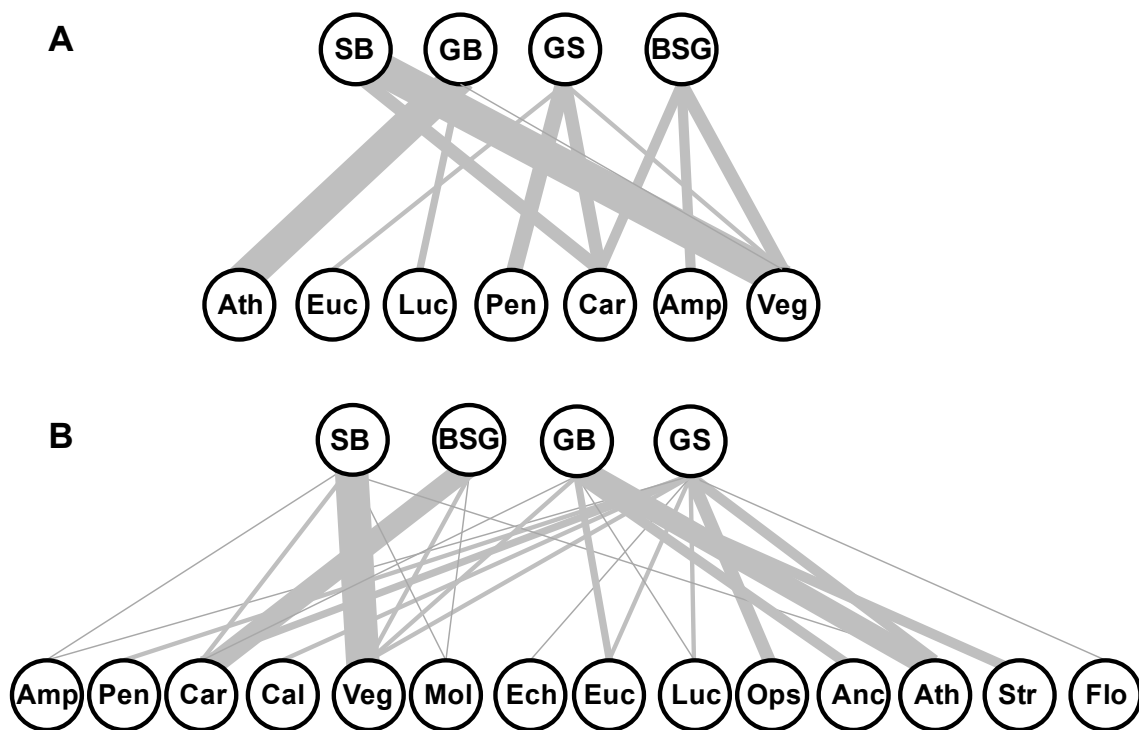 A
SB GB GS BSG
Ath Euc Luc Pen Car Amp Veg
B
SB BSG GB GS
Amp Pen Car Cal Veg Mol Ech Euc Luc Ops Anc Ath Str Flo